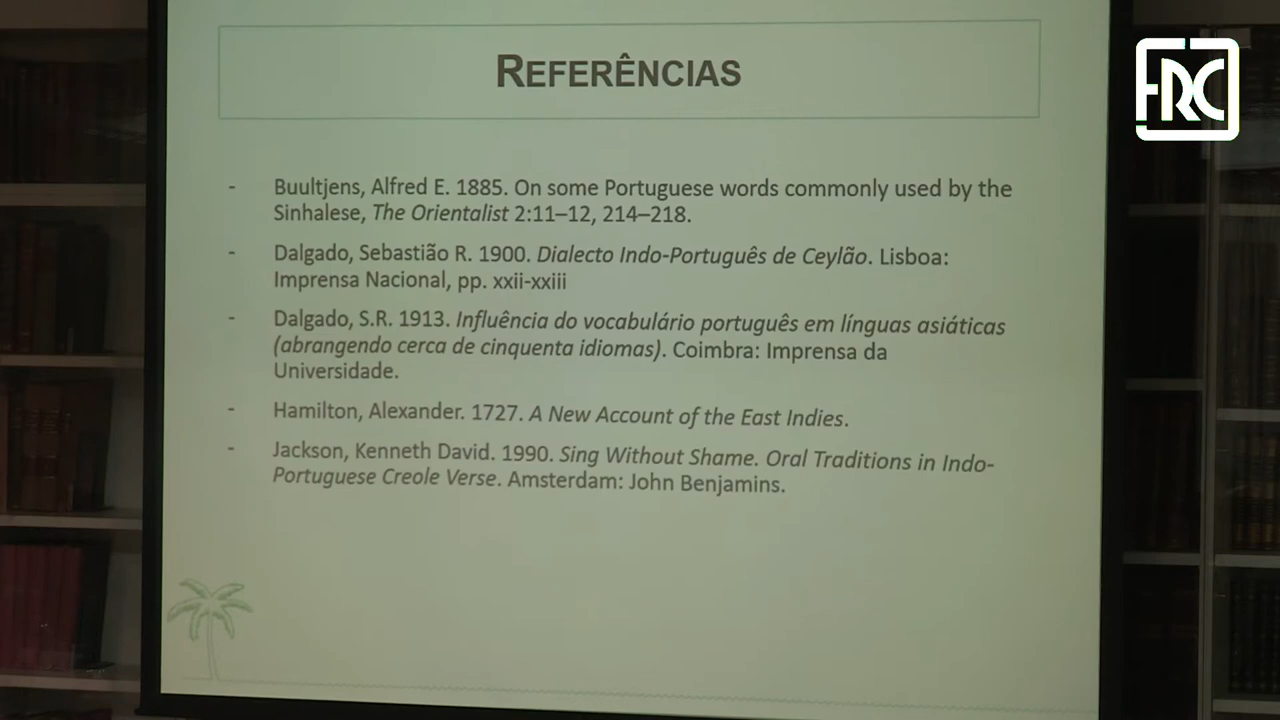 FRC
REFERÊNCIAS
- Buultjens, Alfred E. 1885. On some Portuguese words commonly used by the
Sinhalese, The Orientalist 2:11–12, 214–218.
- Dalgado, Sebastião R. 1900. Dialecto Indo-Português de Ceylão. Lisboa:
Imprensa Nacional, pp. xxii-xxiii
- Dalgado, S.R. 1913. Influência do vocabulário português em línguas asiáticas
(abrangendo cerca de cinquenta idiomas). Coimbra: Imprensa da
Universidade.
- Hamilton, Alexander. 1727. A New Account of the East Indies.
- Jackson, Kenneth David. 1990. Sing Without Shame. Oral Traditions in Indo-
Portuguese Creole Verse. Amsterdam: John Benjamins.